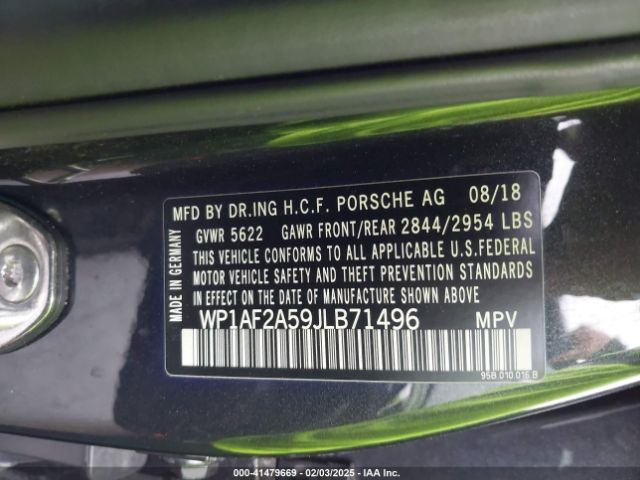 MFD BY DR.ING H.C.F. PORSCHE AG 08/18
GVWR 5622 GAWR FRONT/REAR 2844/2954 LBS
THIS VEHICLE CONFORMS TO ALL APPLICABLE U.S.FEDERAL
MOTOR VEHICLE SAFETY AND THEFT PREVENTION STANDARDS
IN EFFECT ON THE DATE OF MANUFACTURE SHOWN ABOVE
MADE IN GERMANY
WP1AF2A59JLB71496 MPV
95B.010.016 B
000-41479669 - 02/03/2025 - IAA Inc.